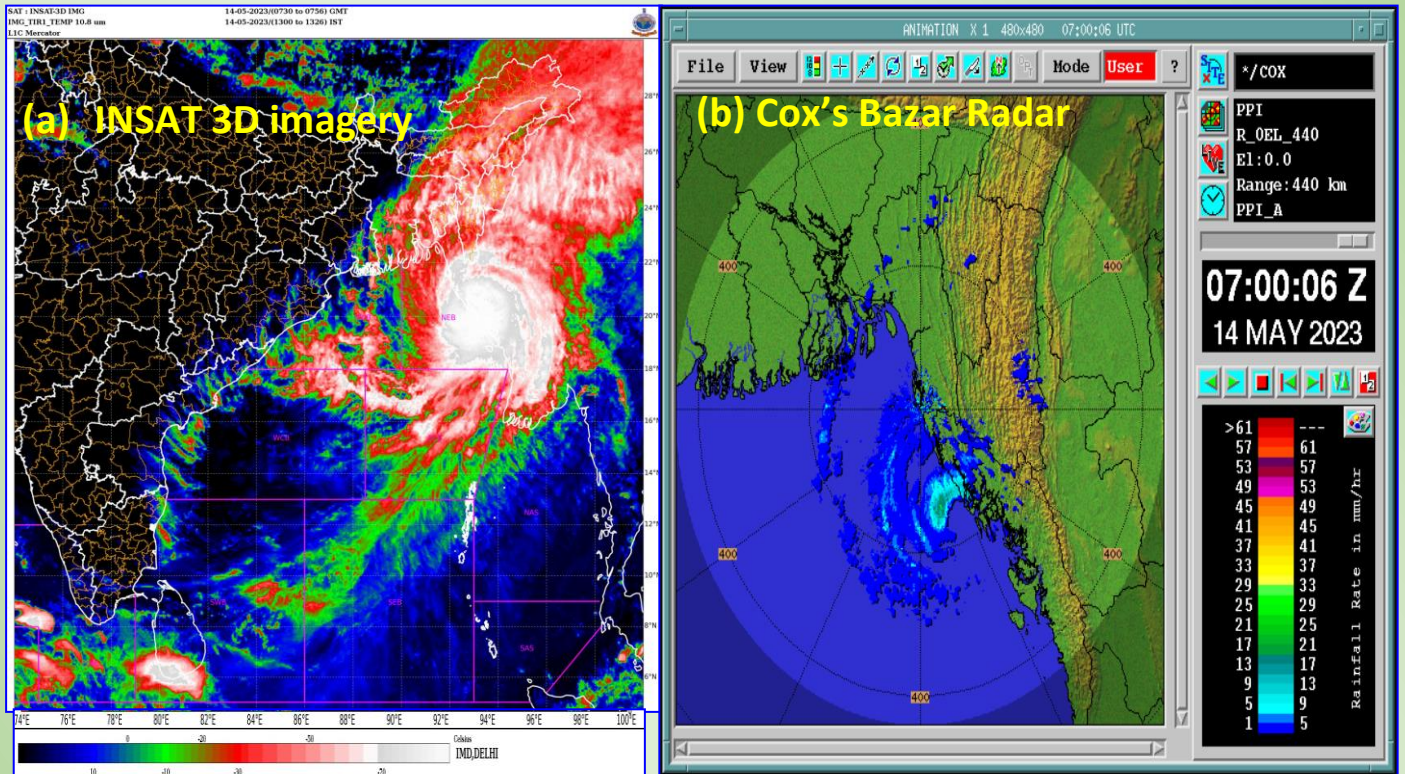 SAT : INSAT-3D IMG 14-05-2023/(0730 to 0756) GMT
IMG_TIR1_TEMP 10.8 um 14-05-2023/(1300 to 1326) IST
L1C Mercator
(a) INSAT 3D imagery
28°N
26°N
24°N
22°N
20°N
18°N
16°N
14°N
12°N
10°N
8°N
6°N
NEB
WCB
NAS
SWB
SEB
SAS
74°E 76°E 78°E 80°E 82°E 84°E 86°E 88°E 90°E 92°E 94°E 96°E 98°E 100°E
0 -20 -50 Celsius
IMD,DELHI
10 -10 -30 -70
ANIMATION X 1 480x480 07:00:06 UTC
File View Mode User ?
(b) Cox's Bazar Radar
400
400
400
400
400
SITE
*/COX
PPI
R_0EL_440
El:0.0
Range:440 km
PPI_A
07:00:06 Z
14 MAY 2023
>61 ---
57 61
53 57
49 53
45 49
41 45
37 41
33 37
29 33
25 29
21 25
17 21
13 17
9 13
5 9
1 5
Rainfall Rate in mm/hr